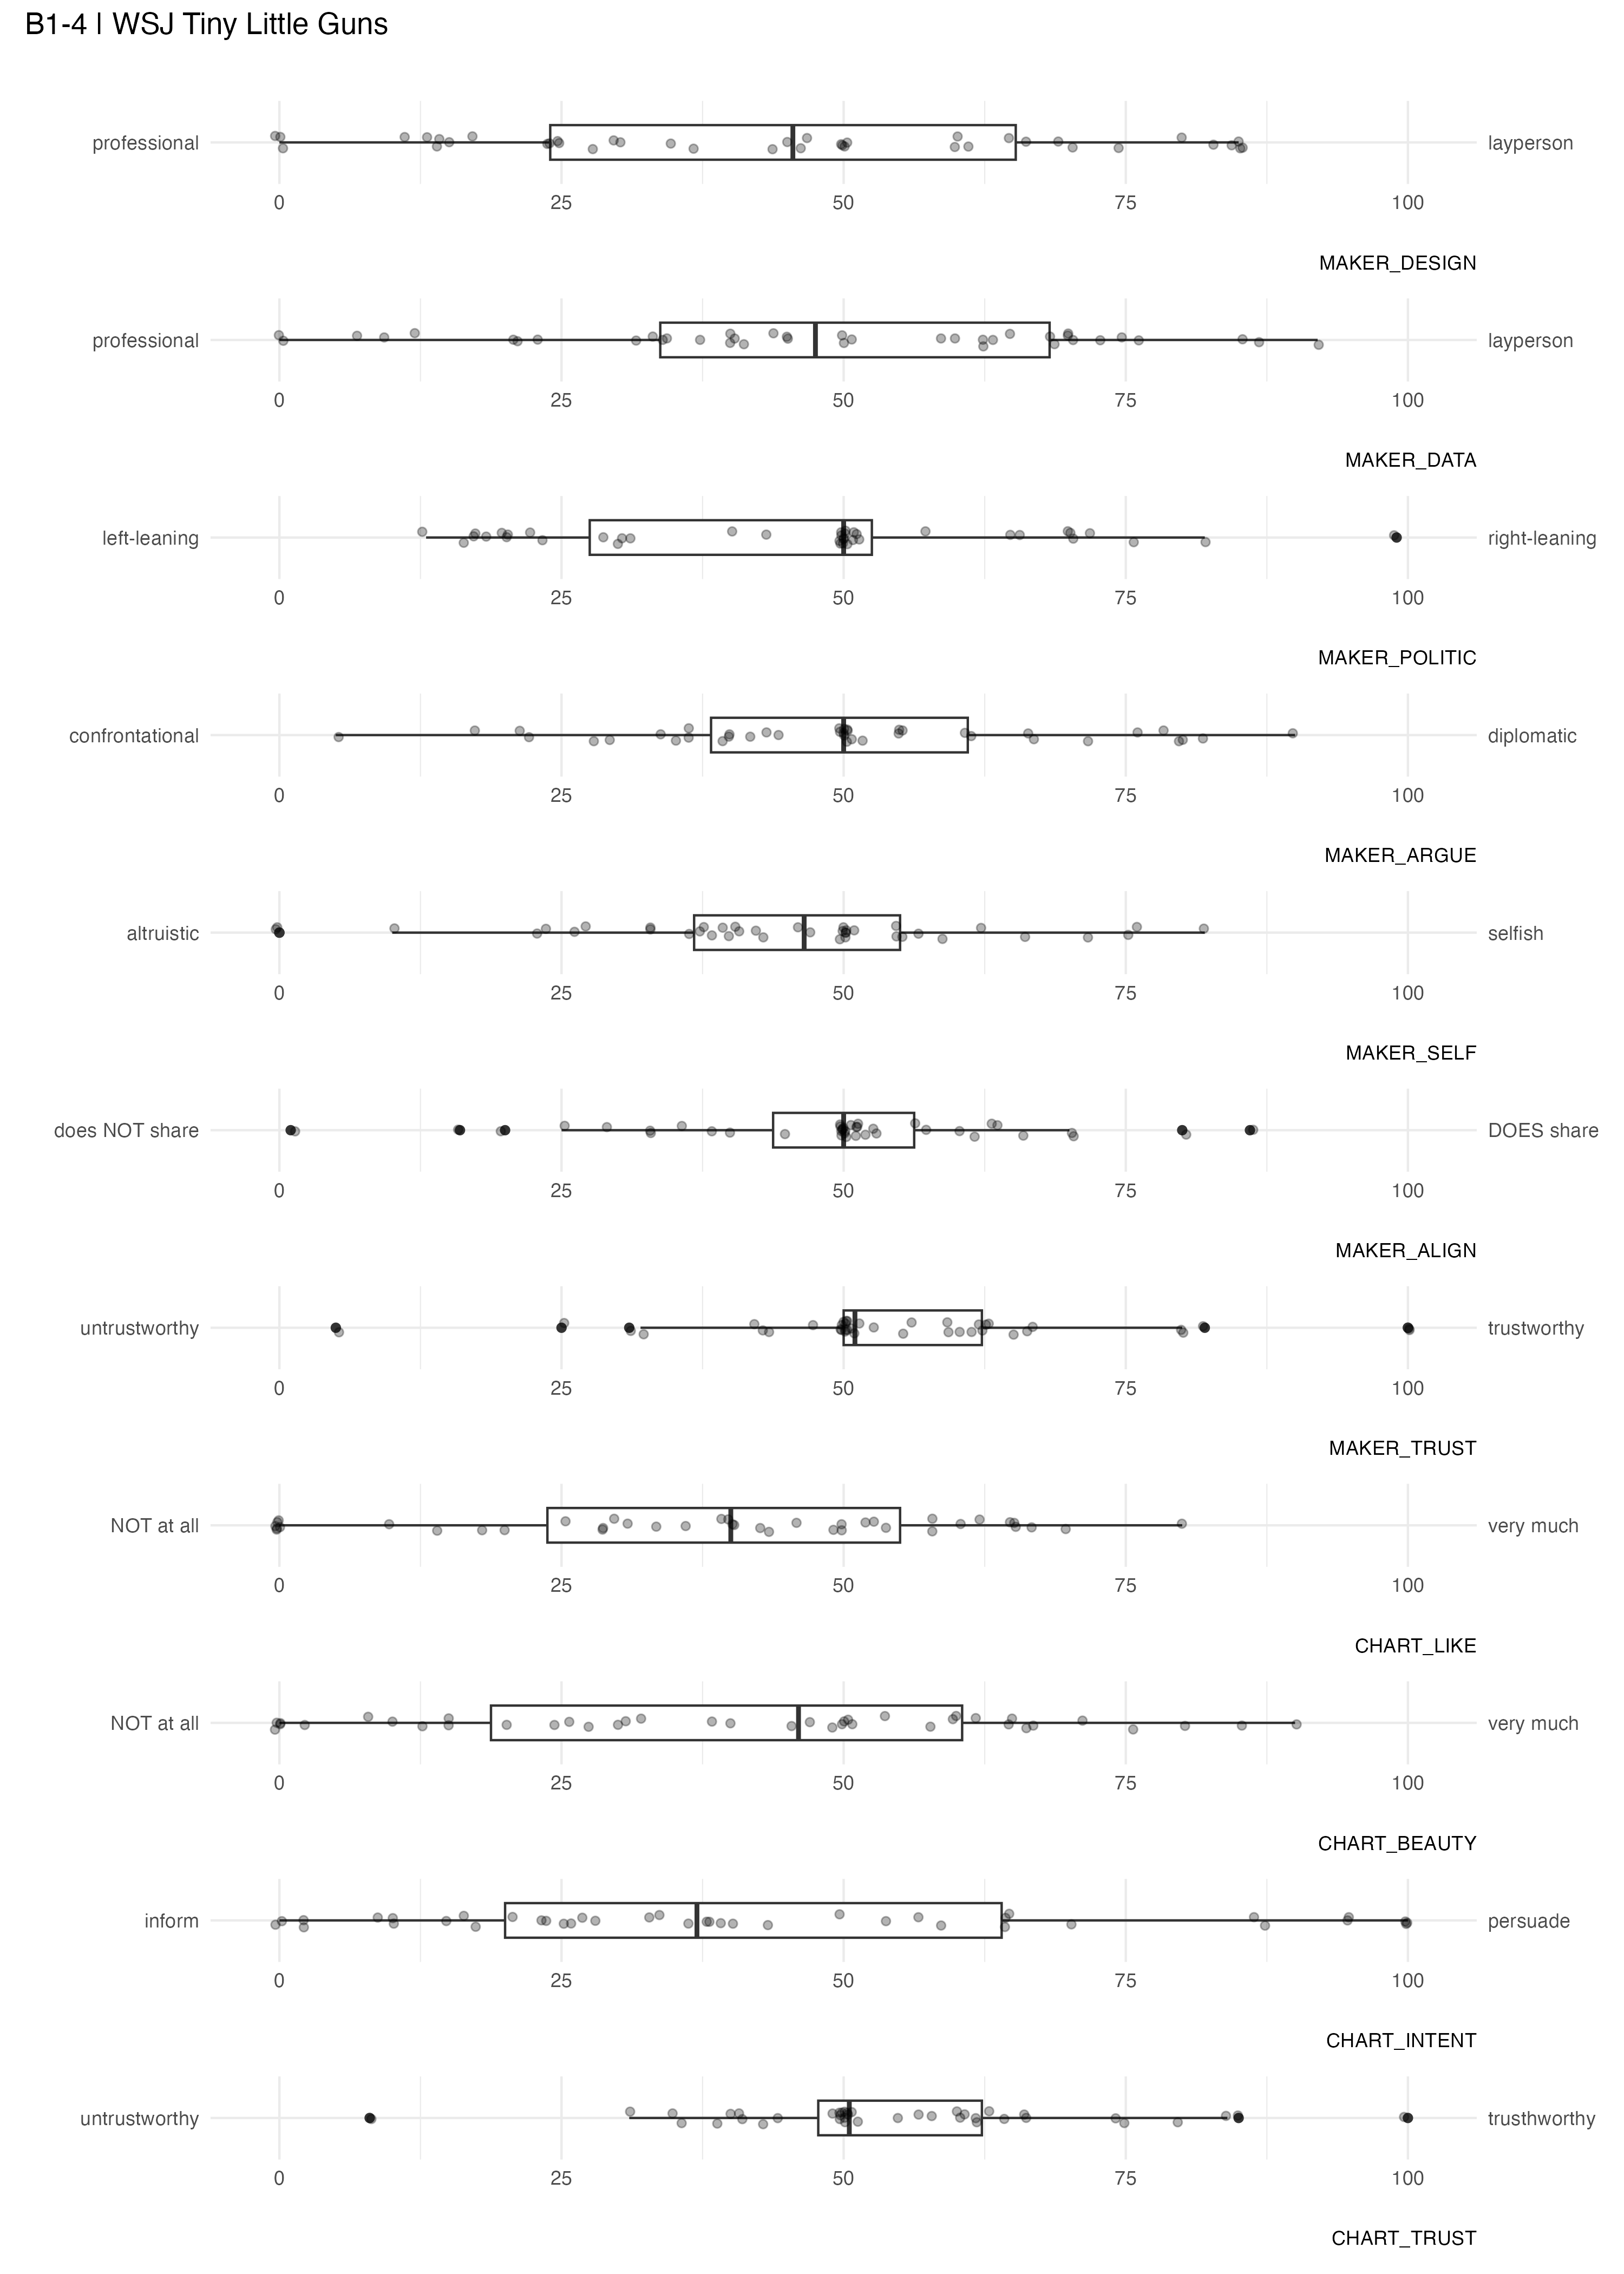 B1-4 | WSJ Tiny Little Guns
professional layperson
0 25 50 75 100
MAKER_DESIGN
professional layperson
0 25 50 75 100
MAKER_DATA
left-leaning right-leaning
0 25 50 75 100
MAKER_POLITIC
confrontational diplomatic
0 25 50 75 100
MAKER_ARGUE
altruistic selfish
0 25 50 75 100
MAKER_SELF
does NOT share DOES share
0 25 50 75 100
MAKER_ALIGN
untrustworthy trustworthy
0 25 50 75 100
MAKER_TRUST
NOT at all very much
0 25 50 75 100
CHART_LIKE
NOT at all very much
0 25 50 75 100
CHART_BEAUTY
inform persuade
0 25 50 75 100
CHART_INTENT
untrustworthy trusthworthy
0 25 50 75 100
CHART_TRUST